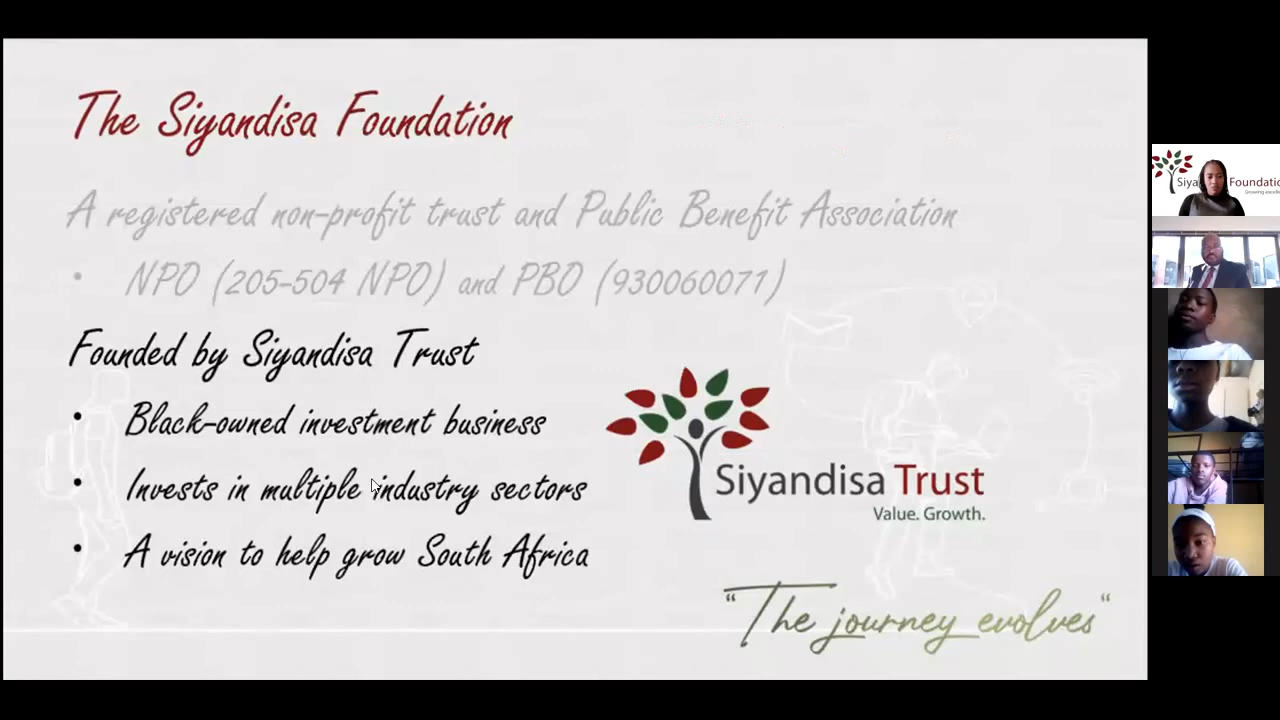 The Siyandisa Foundation
A registered non-profit trust and Public Benefit Association
• NPO (205-504 NPO) and PBO (930060071)
Founded by Siyandisa Trust
• Black-owned investment business
• Invests in multiple industry sectors
• A vision to help grow South Africa
Siyandisa Trust
Value. Growth.
"The journey evolves"